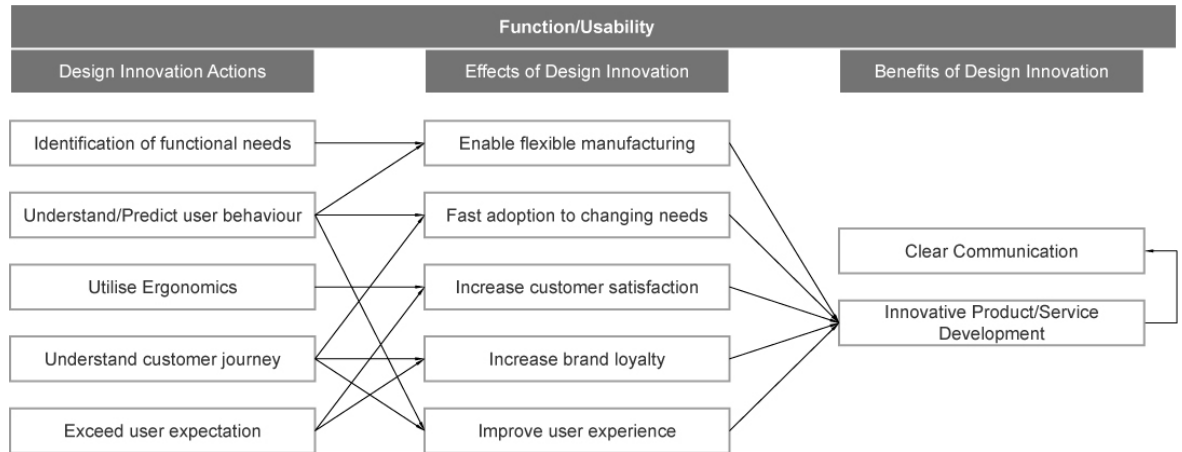 Function/Usability
Design Innovation Actions
Effects of Design Innovation
Benefits of Design Innovation
Identification of functional needs
Enable flexible manufacturing
Understand/Predict user behaviour
Fast adoption to changing needs
Clear Communication
Utilise Ergonomics
Increase customer satisfaction
Innovative Product/Service
Development
Understand customer journey
Increase brand loyalty
Exceed user expectation
Improve user experience